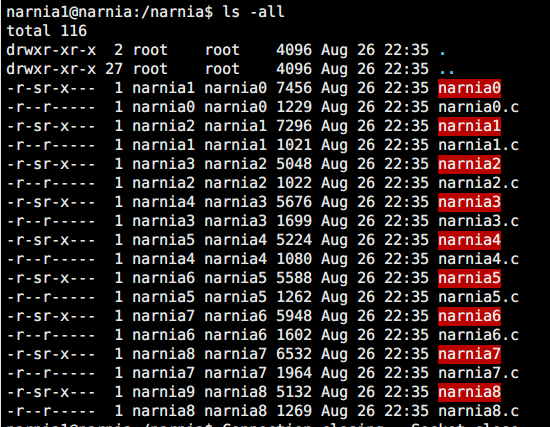 narnia1@narnia:/narnia$ ls -all
total 116
drwxr-xr-x  2 root    root    4096 Aug 26 22:35 .
drwxr-xr-x 27 root    root    4096 Aug 26 22:35 ..
-r-sr-x---  1 narnia1 narnia0 7456 Aug 26 22:35 narnia0
-r--r-----  1 narnia0 narnia0 1229 Aug 26 22:35 narnia0.c
-r-sr-x---  1 narnia2 narnia1 7296 Aug 26 22:35 narnia1
-r--r-----  1 narnia1 narnia1 1021 Aug 26 22:35 narnia1.c
-r-sr-x---  1 narnia3 narnia2 5048 Aug 26 22:35 narnia2
-r--r-----  1 narnia2 narnia2 1022 Aug 26 22:35 narnia2.c
-r-sr-x---  1 narnia4 narnia3 5676 Aug 26 22:35 narnia3
-r--r-----  1 narnia3 narnia3 1699 Aug 26 22:35 narnia3.c
-r-sr-x---  1 narnia5 narnia4 5224 Aug 26 22:35 narnia4
-r--r-----  1 narnia4 narnia4 1080 Aug 26 22:35 narnia4.c
-r-sr-x---  1 narnia6 narnia5 5588 Aug 26 22:35 narnia5
-r--r-----  1 narnia5 narnia5 1262 Aug 26 22:35 narnia5.c
-r-sr-x---  1 narnia7 narnia6 5948 Aug 26 22:35 narnia6
-r--r-----  1 narnia6 narnia6 1602 Aug 26 22:35 narnia6.c
-r-sr-x---  1 narnia8 narnia7 6532 Aug 26 22:35 narnia7
-r--r-----  1 narnia7 narnia7 1964 Aug 26 22:35 narnia7.c
-r-sr-x---  1 narnia9 narnia8 5132 Aug 26 22:35 narnia8
-r--r-----  1 narnia8 narnia8 1269 Aug 26 22:35 narnia8.c
narnia1@narnia:/narnia$ Connection closing...Socket close.